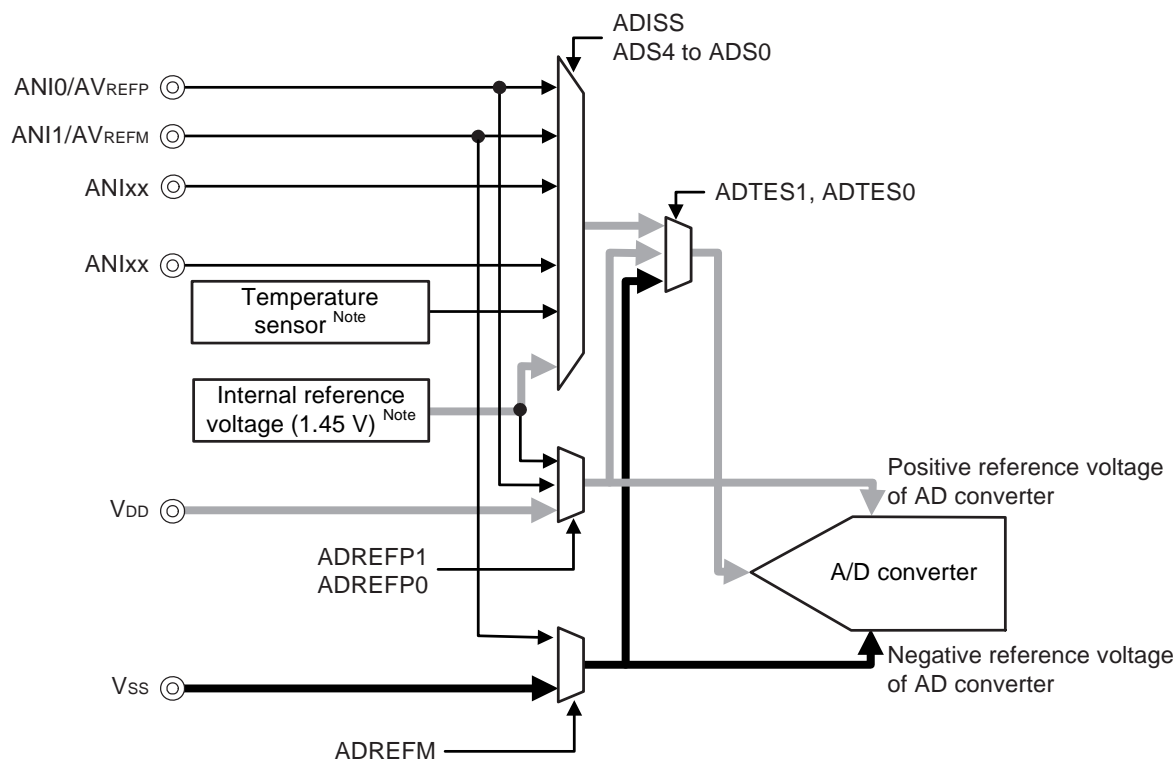 ADISS
ADS4 to ADS0
ANI0/AVREFP
ANI1/AVREFM
ANIxx
ADTES1, ADTES0
ANIxx
Temperature
sensor Note
Internal reference
voltage (1.45 V) Note
Positive reference voltage
of AD converter
VDD
ADREFP1
ADREFP0
A/D converter
Negative reference voltage
of AD converter
VSS
ADREFM